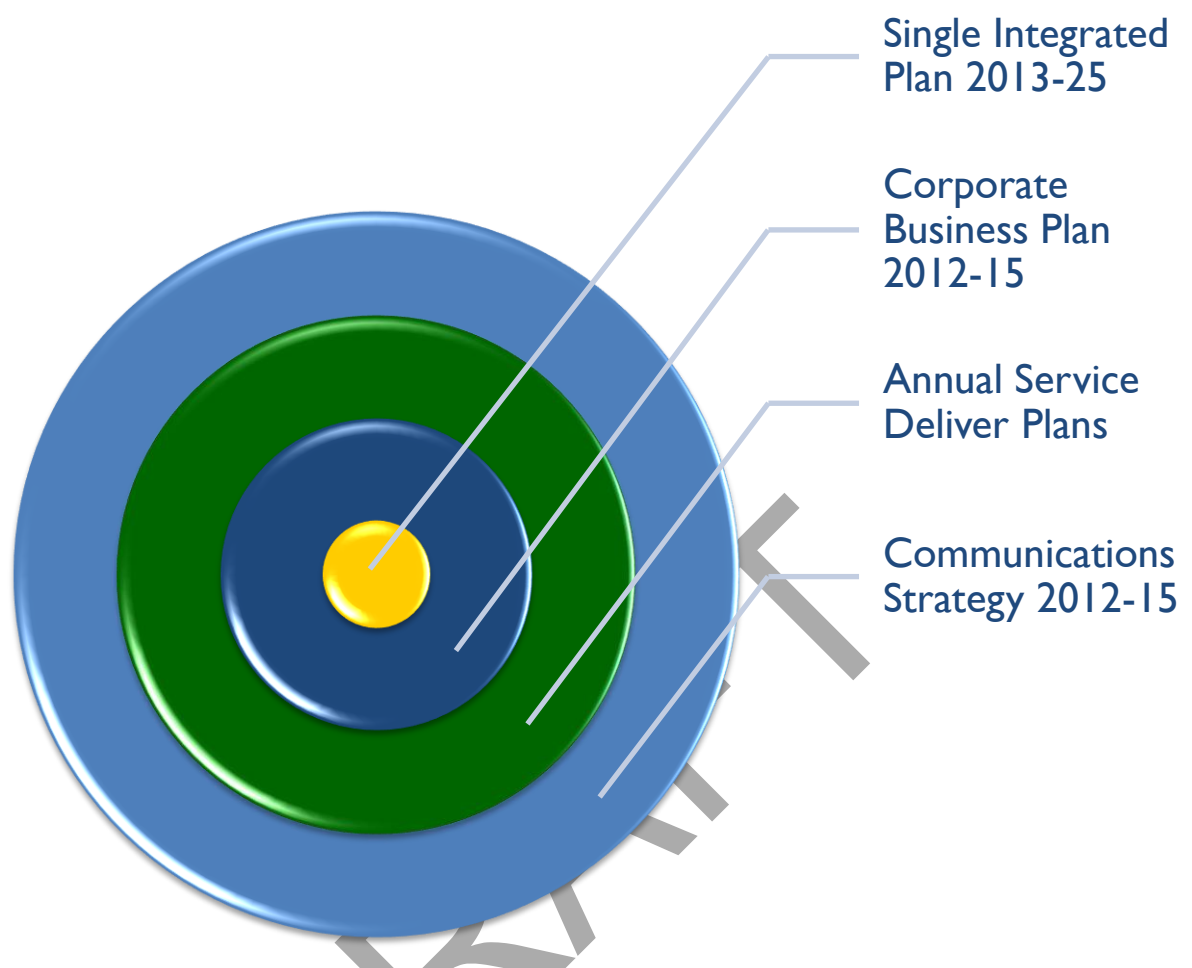 Single Integrated
Plan 2013-25
Corporate
Business Plan
2012-15
Annual Service
Deliver Plans
Communications
Strategy 2012-15